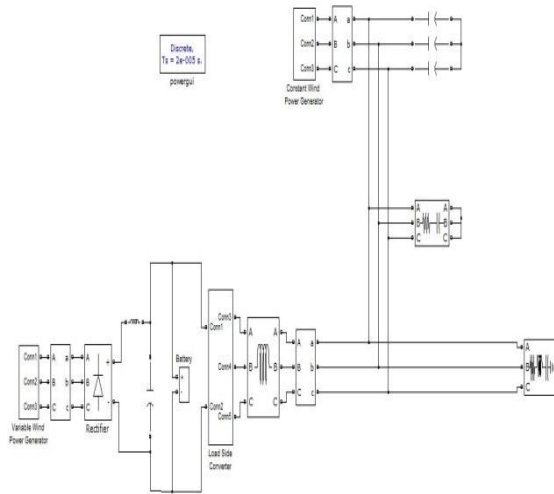 Discrete,
Ts = 2e-005 s.
powergui
Conn1
Conn2
Conn3
A
B
C
a
b
c
Constant Wind
Power Generator
A
B
C
A
B
C
Conn1
Conn2
Conn3
Variable Wind
Power Generator
A
B
C
a
b
c
A
B
C
+
-
Rectifier
Battery
+
-
Conn1
Conn2
Conn3
Conn4
Conn5
Load Side
Converter
A
B
C
A
B
C
A
B
C
a
b
c
A
B
C